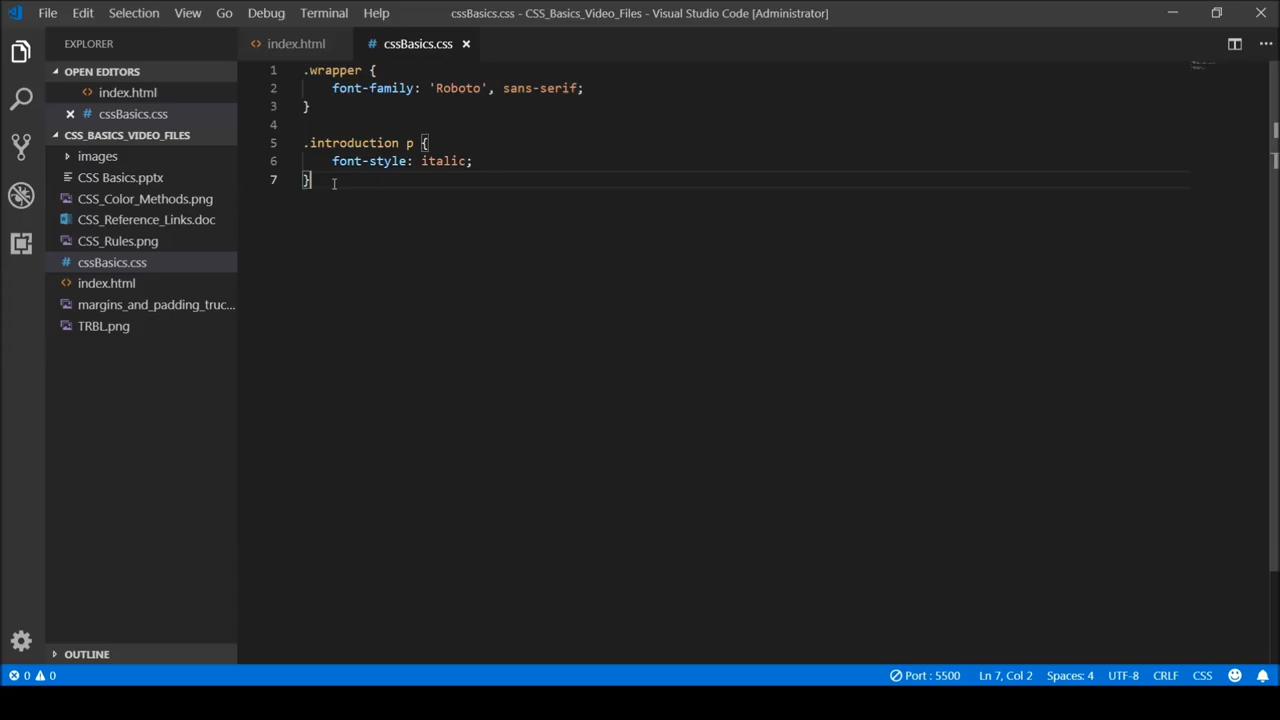 File Edit Selection View Go Debug Terminal Help
cssBasics.css - CSS_Basics_Video_Files - Visual Studio Code [Administrator]
EXPLORER
OPEN EDITORS
index.html
cssBasics.css
CSS_BASICS_VIDEO_FILES
images
CSS Basics.pptx
CSS_Color_Methods.png
CSS_Reference_Links.doc
CSS_Rules.png
cssBasics.css
index.html
margins_and_padding_truc...
TRBL.png
OUTLINE
index.html
cssBasics.css
1 .wrapper {
2 font-family: 'Roboto', sans-serif;
3 }
4
5 .introduction p {
6 font-style: italic;
7 }
0 0
Port : 5500 Ln 7, Col 2 Spaces: 4 UTF-8 CRLF CSS